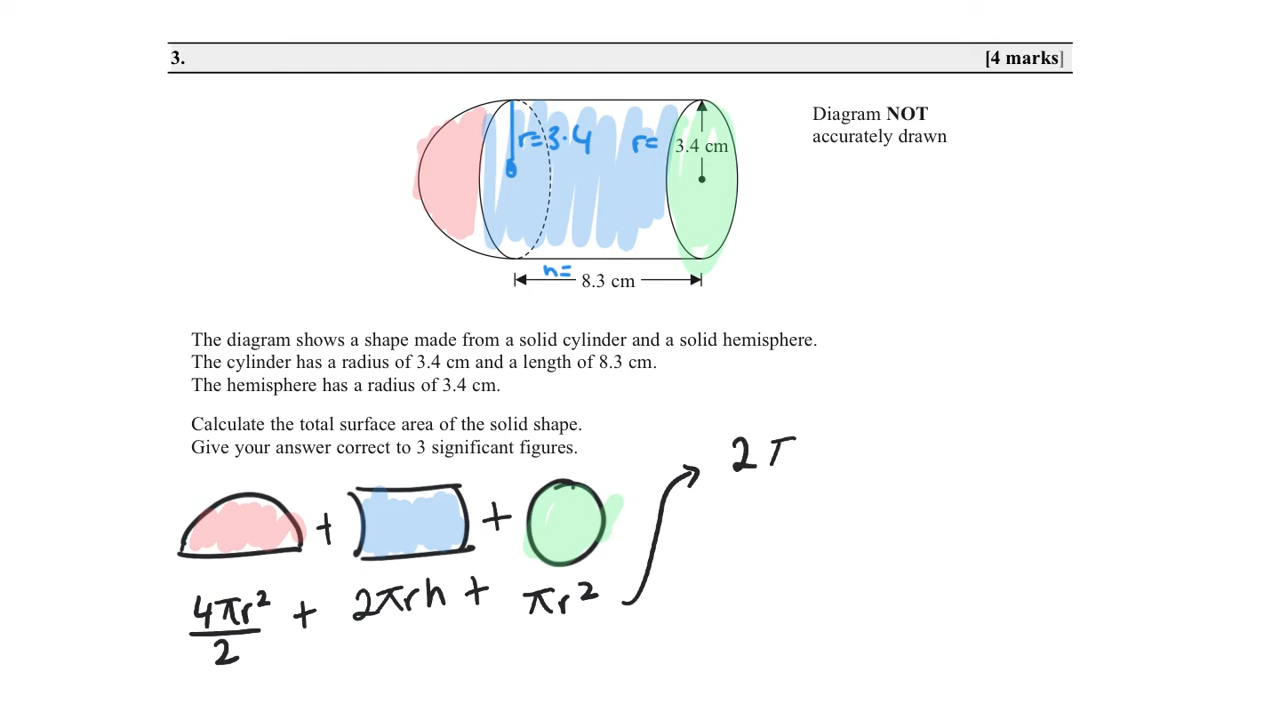 3. [4 marks]
Diagram NOT
accurately drawn
r=3.4 r= 3.4 cm
h= 8.3 cm
The diagram shows a shape made from a solid cylinder and a solid hemisphere.
The cylinder has a radius of 3.4 cm and a length of 8.3 cm.
The hemisphere has a radius of 3.4 cm.
Calculate the total surface area of the solid shape.
Give your answer correct to 3 significant figures.
2π
+ +
4πr²/2 + 2πrh + πr²